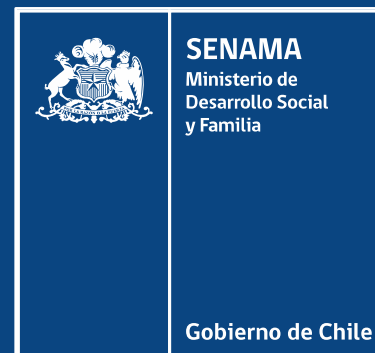 SENAMA
Ministerio de
Desarrollo Social
y Familia
Gobierno de Chile